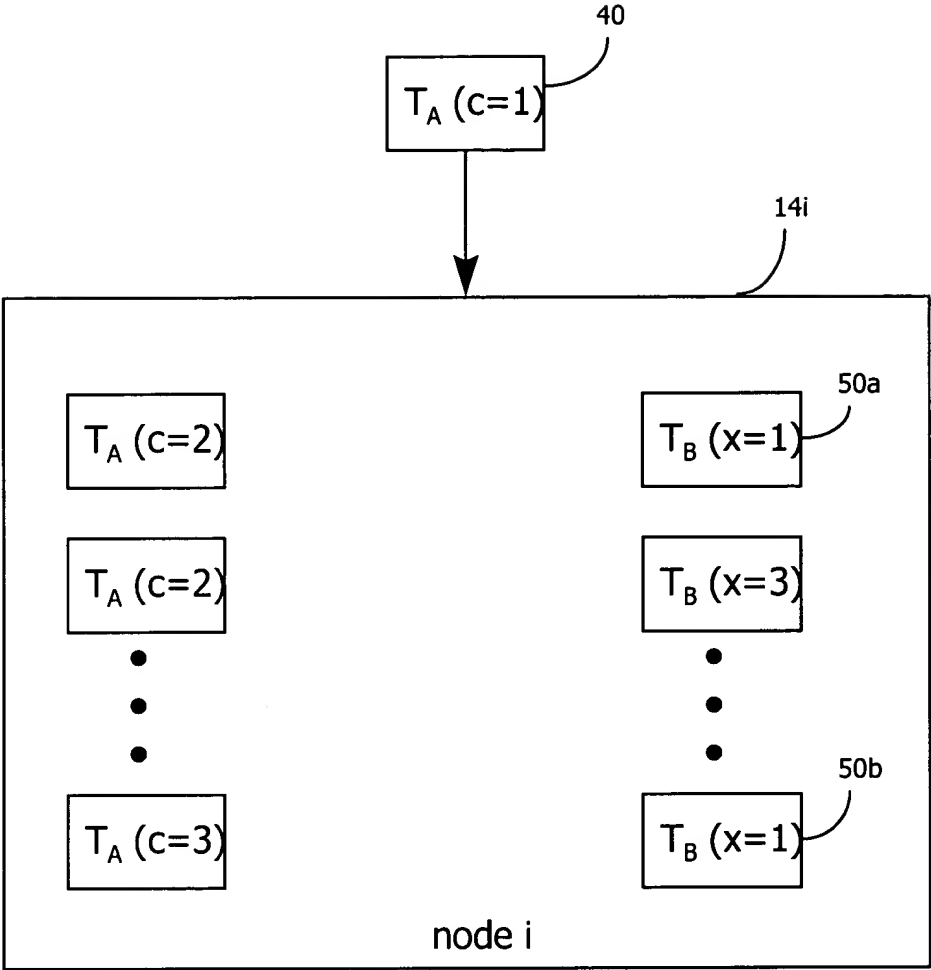 40
T_A (c=1)
14i
50a
T_A (c=2)
T_B (x=1)
T_A (c=2)
T_B (x=3)
50b
T_A (c=3)
T_B (x=1)
node i